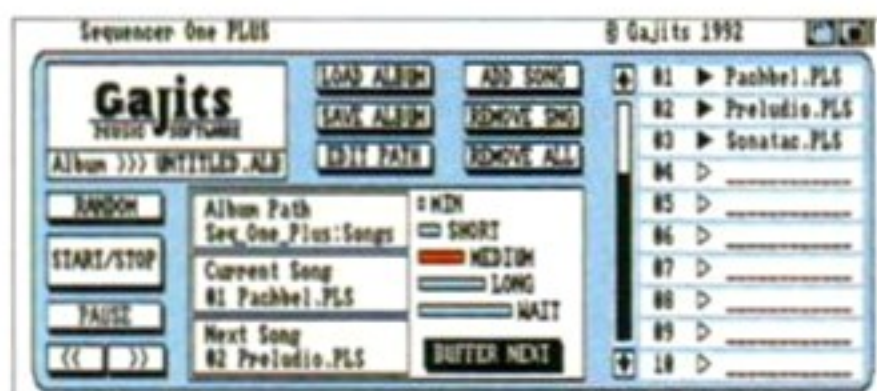 Sequencer One PLUS
© Gajits 1992
Gajits
MUSIC SOFTWARE
Album >>> UNTITLED.ALB
LOAD ALBUM
ADD SONG
SAVE ALBUM
REMOVE SNG
EDIT PATH
REMOVE ALL
RANDOM
START/STOP
PAUSE
<< >>
Album Path
Seq_One_Plus:Songs
Current Song
01 Pachbel.PLS
Next Song
02 Preludio.PLS
MIN
SHORT
MEDIUM
LONG
WAIT
BUFFER NEXT
01 Pachbel.PLS
02 Preludio.PLS
03 Sonatac.PLS
04
05
06
07
08
09
10